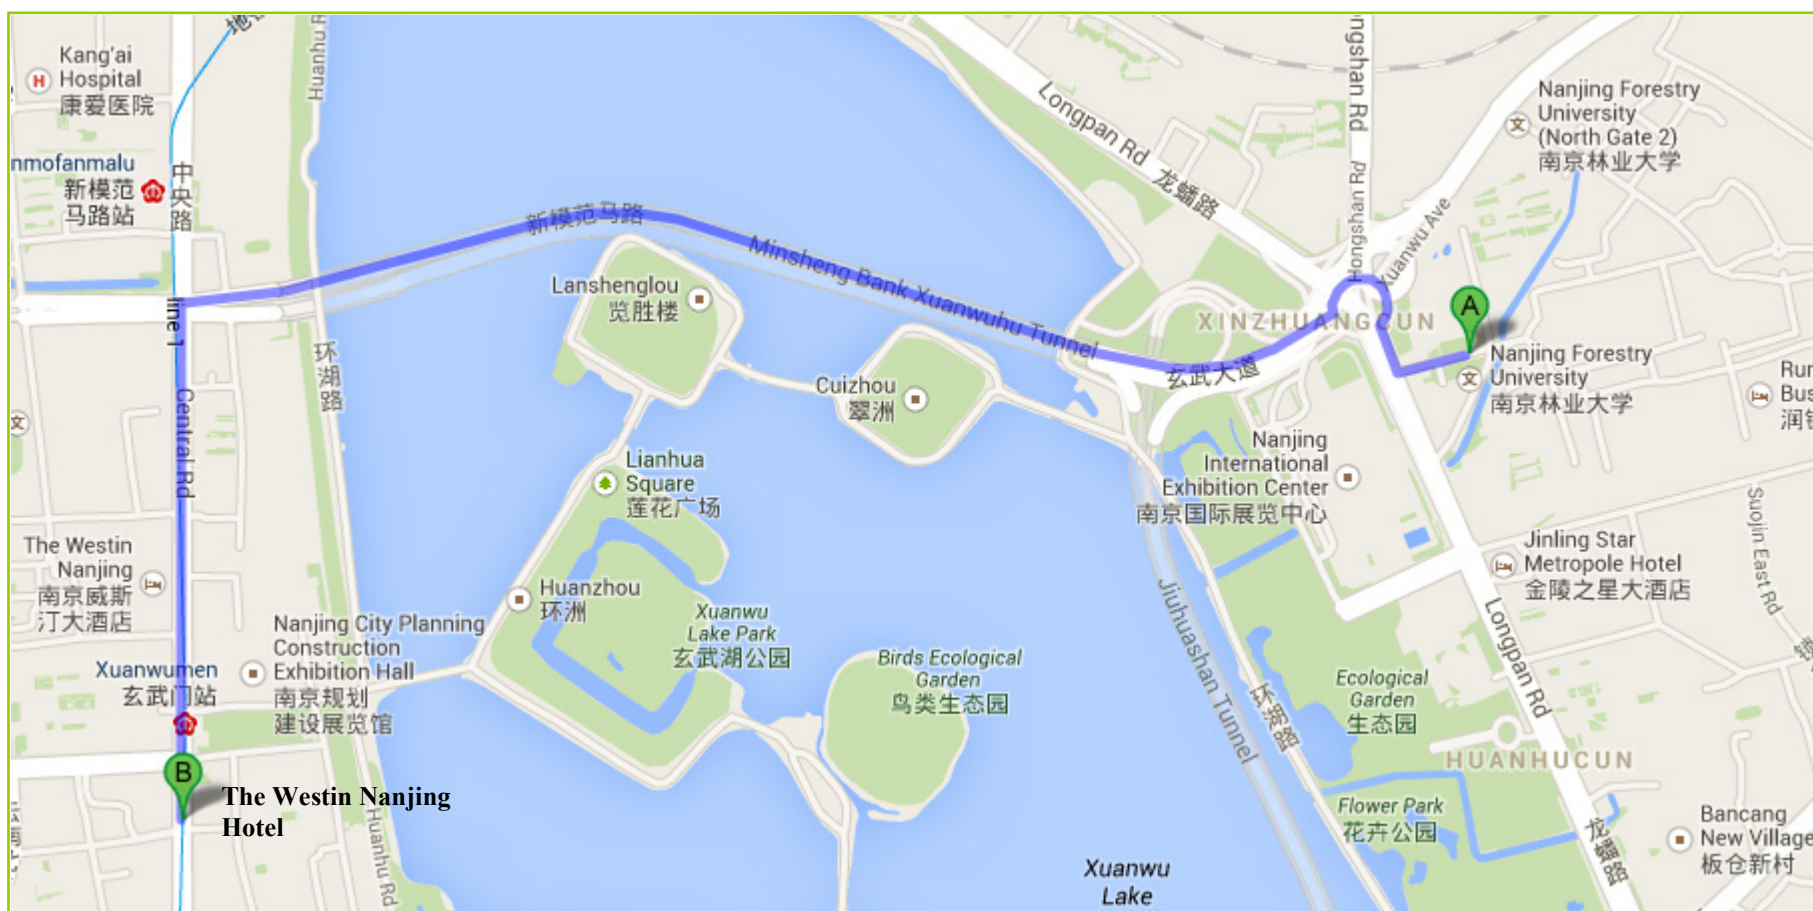 Kang'ai
Hospital
康爱医院
地
Huanhu R
nmofanmalu
新模范
马路站
中央路
line 1
Central Rd
The Westin
Nanjing
南京威斯
汀大酒店
Xuanwumen
玄武门站
B
The Westin Nanjing
Hotel
Nanjing City Planning
Construction
Exhibition Hall
南京规划
建设展览馆
环湖路
Huanhu Rd
新模范马路
Minsheng Bank Xuanwuhu Tunnel
Lanshenglou
览胜楼
Cuizhou
翠洲
Lianhua
Square
莲花广场
Huanzhou
环洲
Xuanwu
Lake Park
玄武湖公园
Birds Ecological
Garden
鸟类生态园
Xuanwu
Lake
Jiuhuashan Tunnel
环湖路
Longpan Rd
龙蟠路
ongshan Rd
Hongshan Rd
Xuanwu Ave
XINZHUANGCUN
玄武大道
A
Nanjing Forestry
University
(North Gate 2)
南京林业大学
Nanjing Forestry
University
南京林业大学
Run
Bus
润
Nanjing
International
Exhibition Center
南京国际展览中心
Jinling Star
Metropole Hotel
金陵之星大酒店
Suojin East Rd
锁
Longpan Rd
Ecological
Garden
生态园
HUANHUCUN
Flower Park
花卉公园
龙蟠路
Bancang
New Village
板仓新村